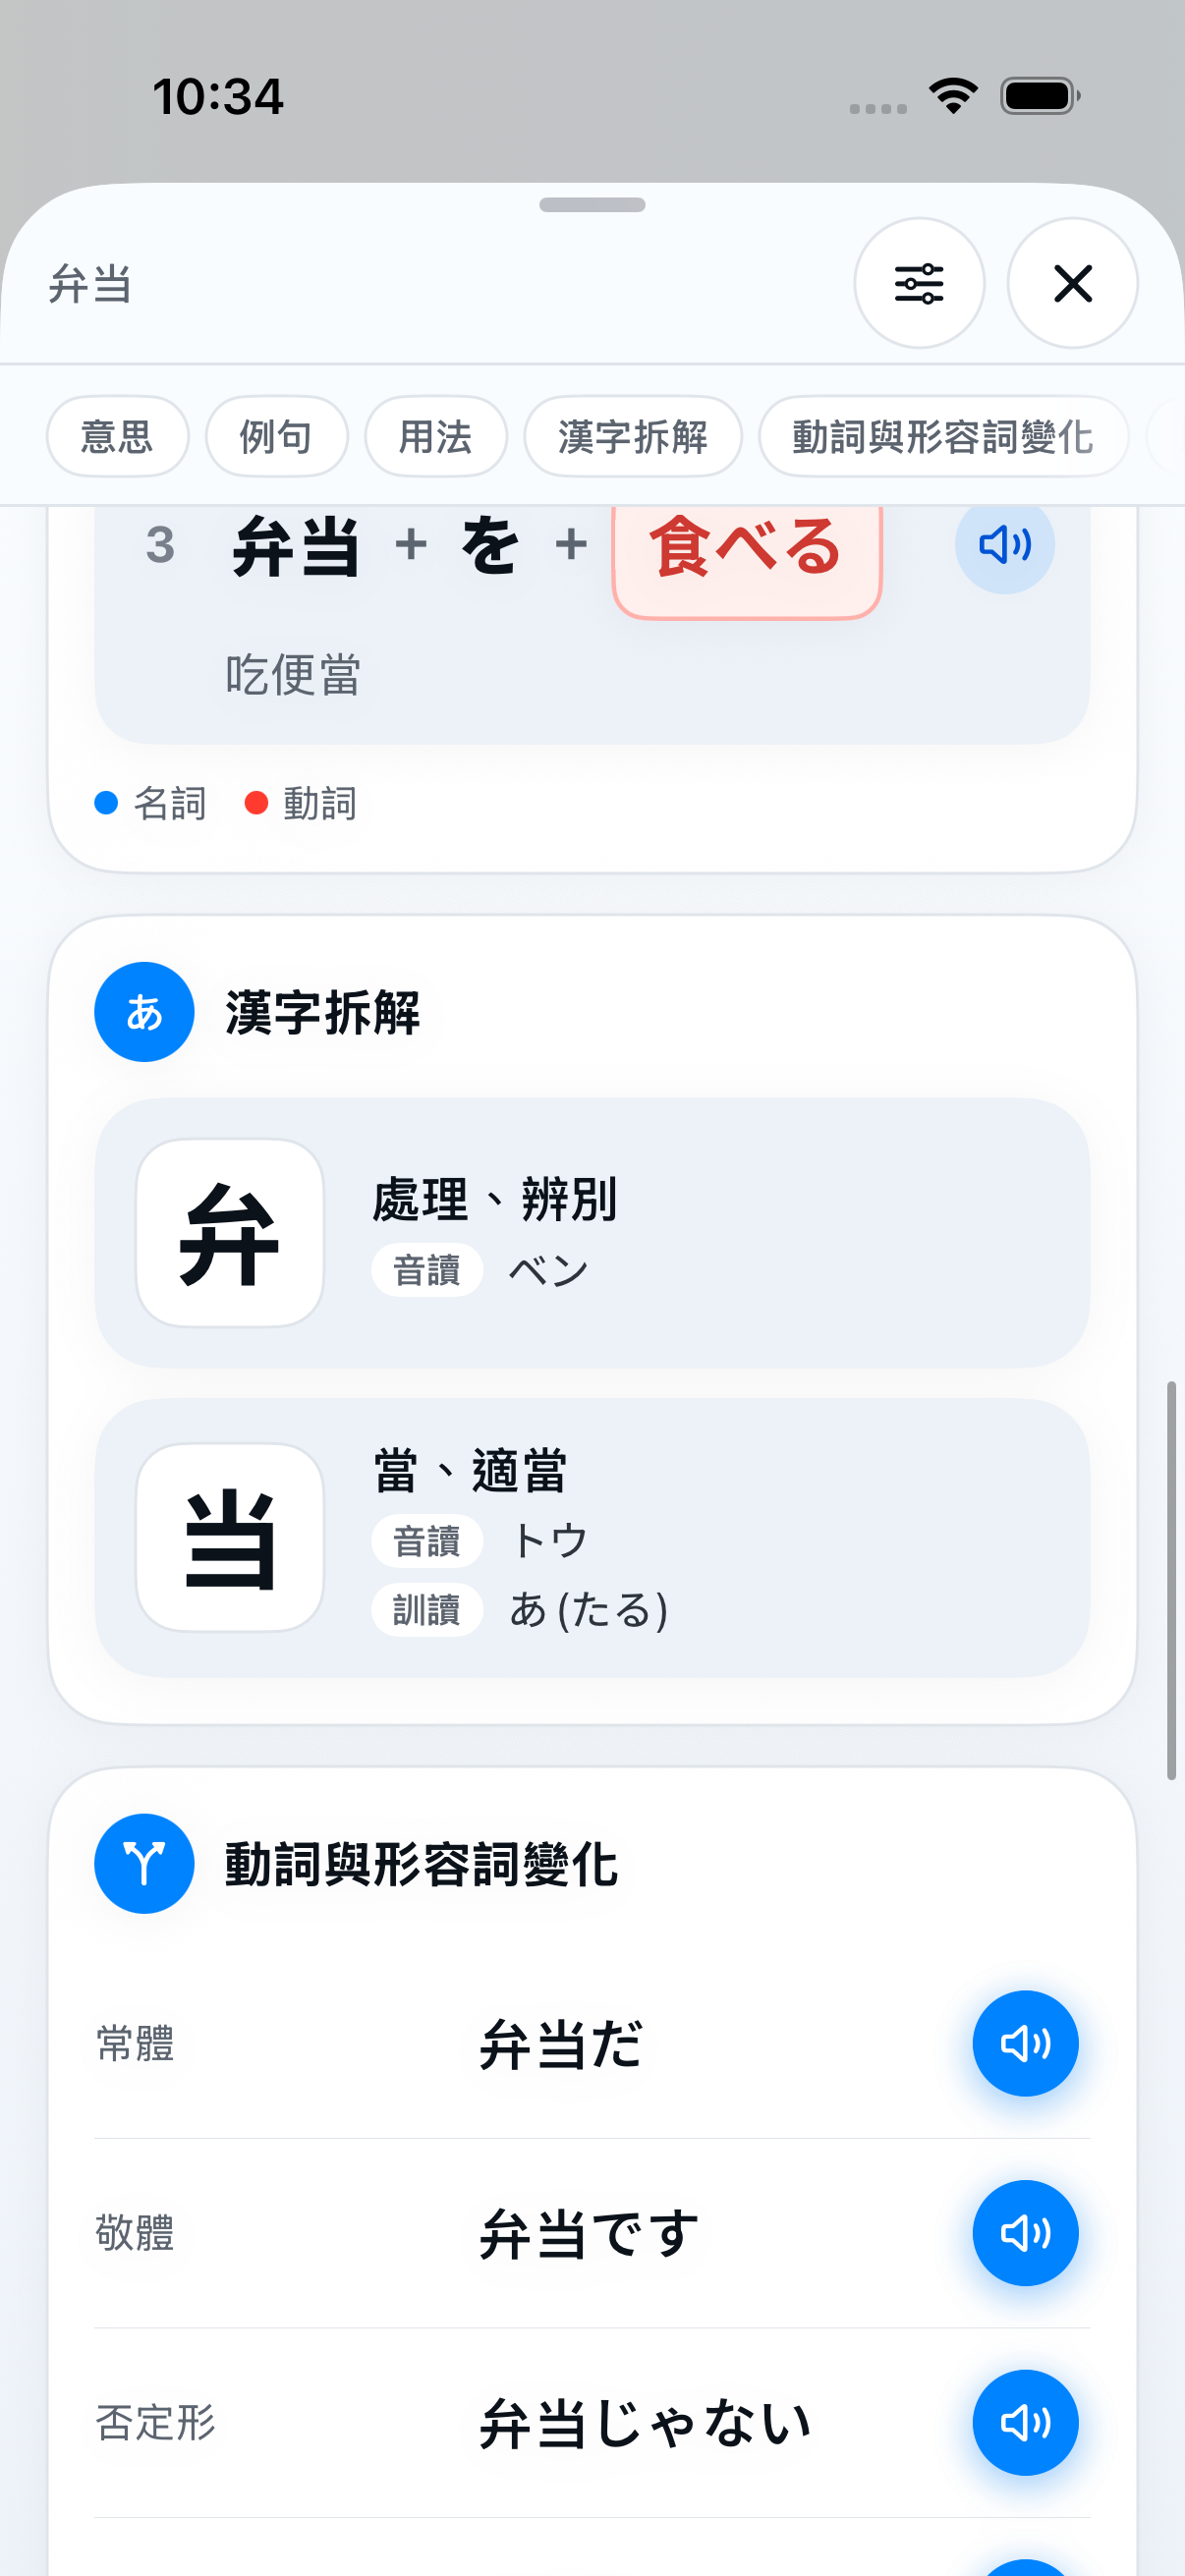 10:34
弁当
意思 例句 用法 漢字拆解 動詞與形容詞變化
3 弁当 + を + 食べる
吃便當
名詞 動詞
あ 漢字拆解
弁
處理、辨別
音讀 ベン
当
當、適當
音讀 トウ
訓讀 あ (たる)
動詞與形容詞變化
常體 弁当だ
敬體 弁当です
否定形 弁当じゃない